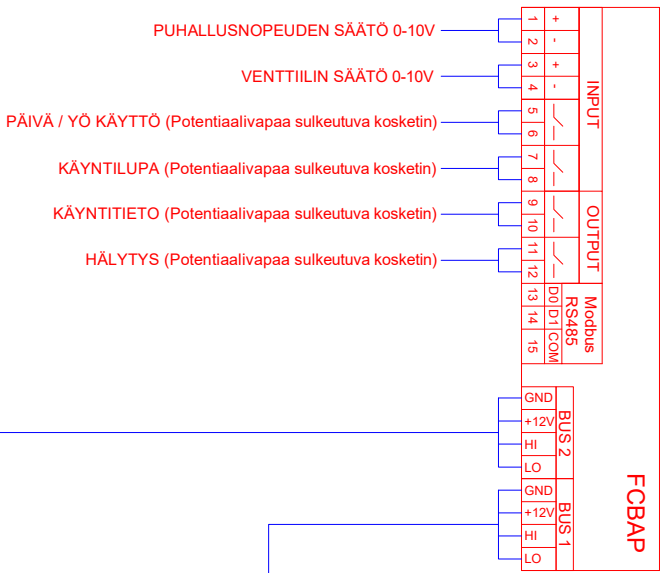 PUHALLUSNOPEUDEN SÄÄTÖ 0-10V
VENTTIILIN SÄÄTÖ 0-10V
PÄIVÄ / YÖ KÄYTTÖ (Potentiaalivapaa sulkeutuva kosketin)
KÄYNTILUPA (Potentiaalivapaa sulkeutuva kosketin)
KÄYNTITIETO (Potentiaalivapaa sulkeutuva kosketin)
HÄLYTYS (Potentiaalivapaa sulkeutuva kosketin)
1 +
2 -
3 +
4 -
5
6
7
8
INPUT
9
10
11
12
OUTPUT
13 D0
14 D1
15 COM
Modbus
RS485
GND
+12V
HI
LO
BUS 2
GND
+12V
HI
LO
BUS 1
FCBAP